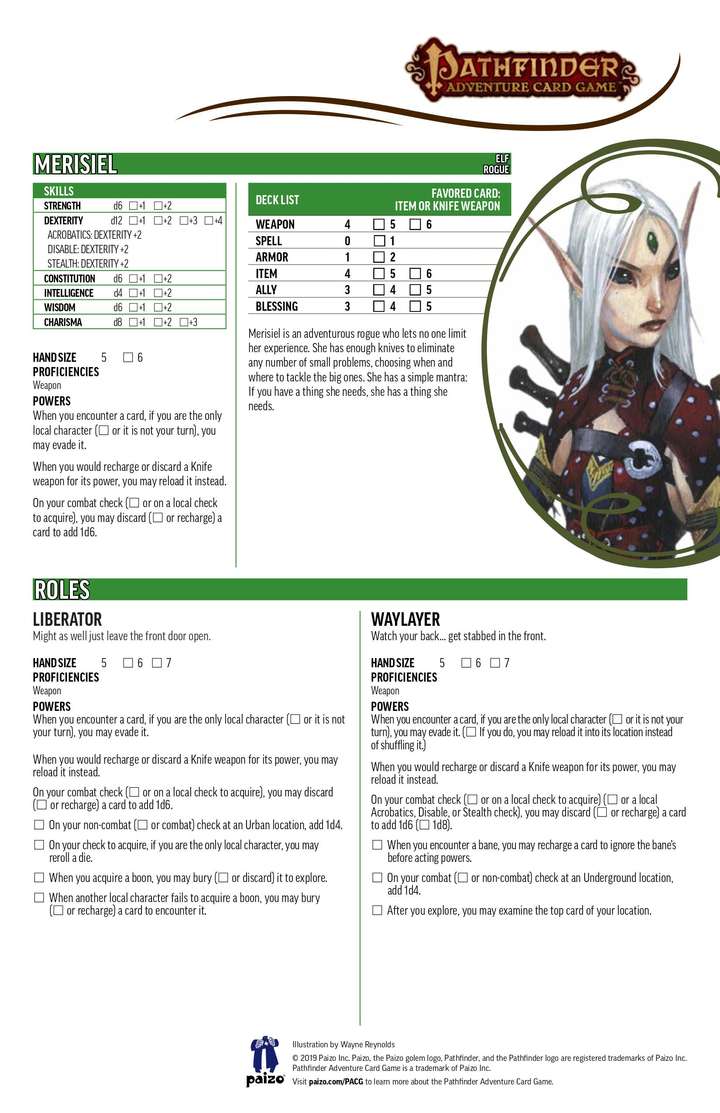 PATHFINDER
ADVENTURE CARD GAME
MERISIEL
ELF
ROGUE
SKILLS
STRENGTH d6 ☐+1 ☐+2
DEXTERITY d12 ☐+1 ☐+2 ☐+3 ☐+4
ACROBATICS: DEXTERITY +2
DISABLE: DEXTERITY +2
STEALTH: DEXTERITY +2
CONSTITUTION d6 ☐+1 ☐+2
INTELLIGENCE d4 ☐+1 ☐+2
WISDOM d6 ☐+1 ☐+2
CHARISMA d8 ☐+1 ☐+2 ☐+3
HAND SIZE 5 ☐ 6
PROFICIENCIES
Weapon
POWERS
When you encounter a card, if you are the only
local character (☐ or it is not your turn), you
may evade it.
When you would recharge or discard a Knife
weapon for its power, you may reload it instead.
On your combat check (☐ or on a local check
to acquire), you may discard (☐ or recharge) a
card to add 1d6.
DECK LIST
FAVORED CARD:
ITEM OR KNIFE WEAPON
WEAPON 4 ☐ 5 ☐ 6
SPELL 0 ☐ 1
ARMOR 1 ☐ 2
ITEM 4 ☐ 5 ☐ 6
ALLY 3 ☐ 4 ☐ 5
BLESSING 3 ☐ 4 ☐ 5
Merisiel is an adventurous rogue who lets no one limit
her experience. She has enough knives to eliminate
any number of small problems, choosing when and
where to tackle the big ones. She has a simple mantra:
If you have a thing she needs, she has a thing she
needs.
ROLES
LIBERATOR
Might as well just leave the front door open.
HAND SIZE 5 ☐ 6 ☐ 7
PROFICIENCIES
Weapon
POWERS
When you encounter a card, if you are the only local character (☐ or it is not
your turn), you may evade it.
When you would recharge or discard a Knife weapon for its power, you may
reload it instead.
On your combat check (☐ or on a local check to acquire), you may discard
(☐ or recharge) a card to add 1d6.
☐ On your non-combat (☐ or combat) check at an Urban location, add 1d4.
☐ On your check to acquire, if you are the only local character, you may
reroll a die.
☐ When you acquire a boon, you may bury (☐ or discard) it to explore.
☐ When another local character fails to acquire a boon, you may bury
(☐ or recharge) a card to encounter it.
WAYLAYER
Watch your back... get stabbed in the front.
HAND SIZE 5 ☐ 6 ☐ 7
PROFICIENCIES
Weapon
POWERS
When you encounter a card, if you are the only local character (☐ or it is not your
turn), you may evade it. (☐ If you do, you may reload it into its location instead
of shuffling it.)
When you would recharge or discard a Knife weapon for its power, you may
reload it instead.
On your combat check (☐ or on a local check to acquire) (☐ or a local
Acrobatics, Disable, or Stealth check), you may discard (☐ or recharge) a card
to add 1d6 (☐ 1d8).
☐ When you encounter a bane, you may recharge a card to ignore the bane's
before acting powers.
☐ On your combat (☐ or non-combat) check at an Underground location,
add 1d4.
☐ After you explore, you may examine the top card of your location.
paizo
Illustration by Wayne Reynolds
© 2019 Paizo Inc. Paizo, the Paizo golem logo, Pathfinder, and the Pathfinder logo are registered trademarks of Paizo Inc.
Pathfinder Adventure Card Game is a trademark of Paizo Inc.
Visit paizo.com/PACG to learn more about the Pathfinder Adventure Card Game.